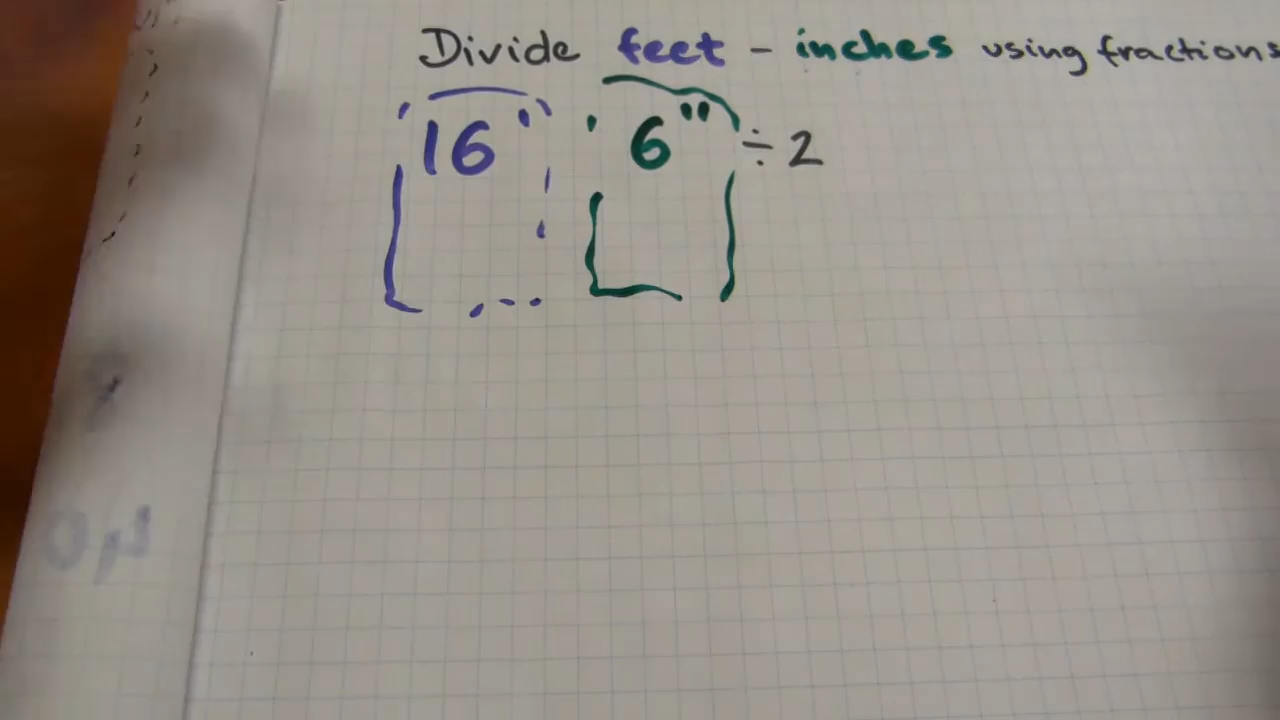 Divide feet - inches using fractions
16' 6" ÷ 2